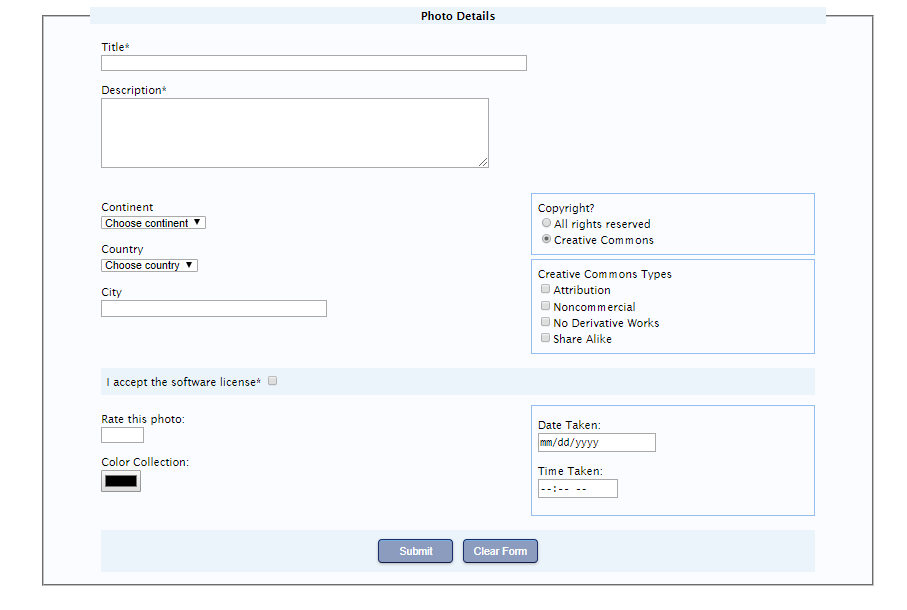 Photo Details
Title*
Description*
Continent
Choose continent ▼
Country
Choose country ▼
City
Copyright?
All rights reserved
Creative Commons
Creative Commons Types
Attribution
Noncommercial
No Derivative Works
Share Alike
I accept the software license*
Rate this photo:
Color Collection:
Date Taken:
mm/dd/yyyy
Time Taken:
--:-- --
Submit Clear Form